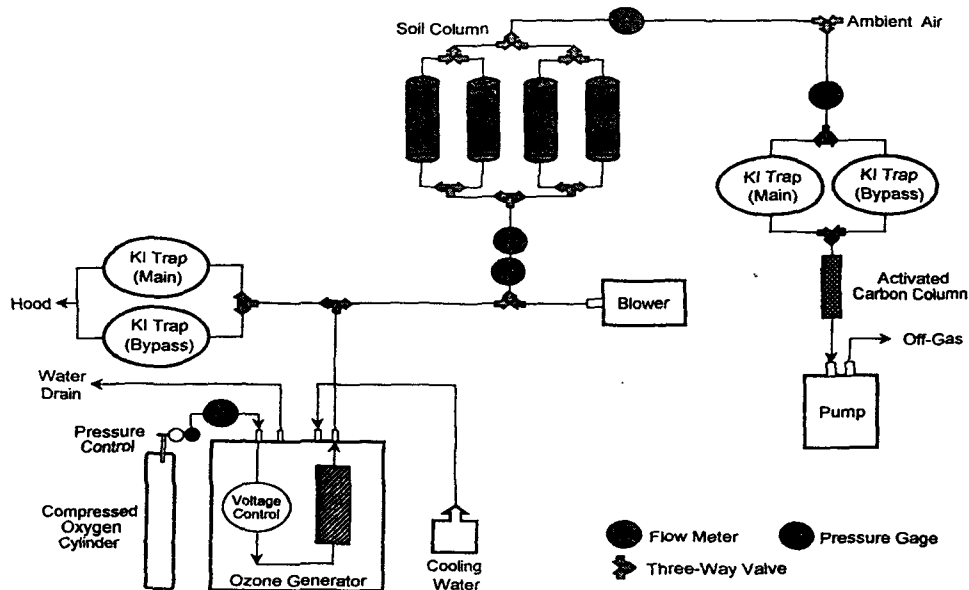 Soil Column
Ambient Air
KI Trap
(Main)
KI Trap
(Bypass)
KI Trap
(Main)
Hood
KI Trap
(Bypass)
Blower
Activated
Carbon Column
Off-Gas
Water
Drain
Pump
Pressure
Control
Voltage
Control
Compressed
Oxygen
Cylinder
Ozone Generator
Cooling
Water
Flow Meter
Pressure Gage
Three-Way Valve